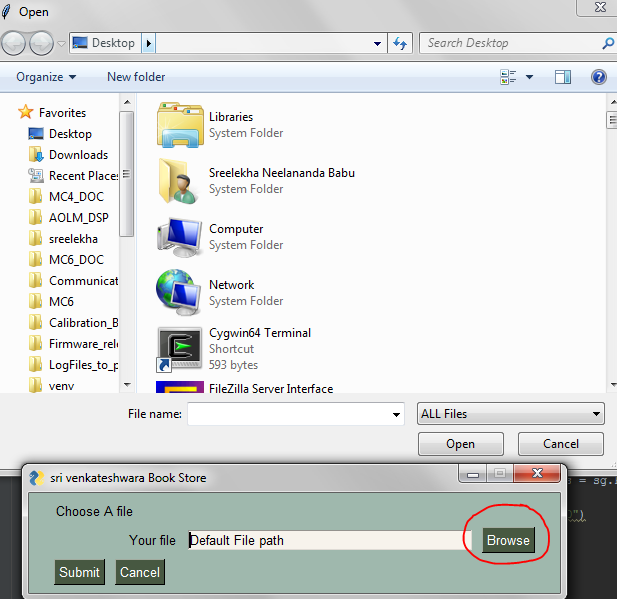 Open
Desktop
Search Desktop
Organize
New folder
Favorites
Desktop
Downloads
Recent Places
MC4_DOC
AOLM_DSP
sreelekha
MC6_DOC
Communicat
MC6
Calibration_B
Firmware_rele
LogFiles_to_p
venv
Libraries
System Folder
Sreelekha Neelananda Babu
System Folder
Computer
System Folder
Network
System Folder
Cygwin64 Terminal
Shortcut
593 bytes
FileZilla Server Interface
File name:
ALL Files
Open
Cancel
sri venkateshwara Book Store
= sg.
Choose A file
Your file
Default File path
Browse
Submit
Cancel